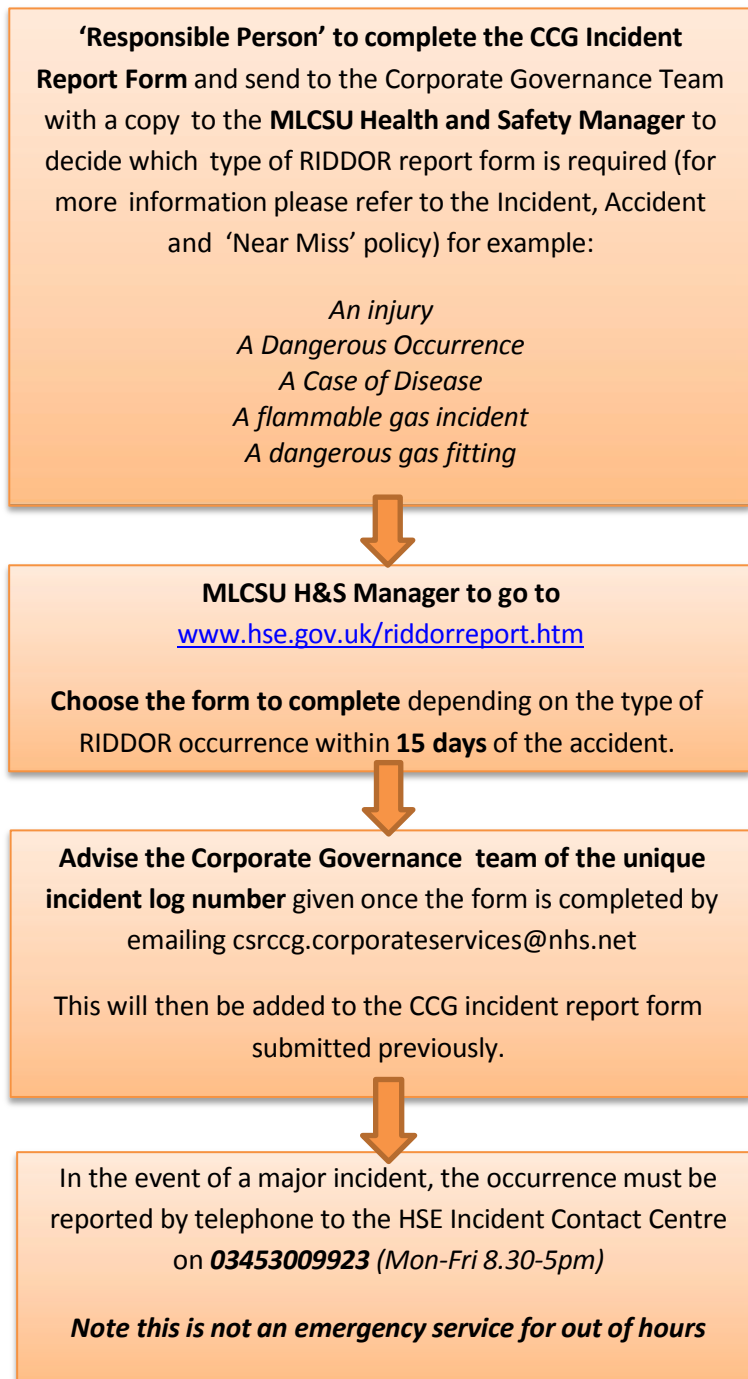 ‘Responsible Person’ to complete the CCG Incident
Report Form and send to the Corporate Governance Team
with a copy to the MLCSU Health and Safety Manager to
decide which type of RIDDOR report form is required (for
more information please refer to the Incident, Accident
and ‘Near Miss’ policy) for example:
An injury
A Dangerous Occurrence
A Case of Disease
A flammable gas incident
A dangerous gas fitting
MLCSU H&S Manager to go to
www.hse.gov.uk/riddorreport.htm
Choose the form to complete depending on the type of
RIDDOR occurrence within 15 days of the accident.
Advise the Corporate Governance team of the unique
incident log number given once the form is completed by
emailing csrccg.corporateservices@nhs.net
This will then be added to the CCG incident report form
submitted previously.
In the event of a major incident, the occurrence must be
reported by telephone to the HSE Incident Contact Centre
on 03453009923 (Mon-Fri 8.30-5pm)
Note this is not an emergency service for out of hours